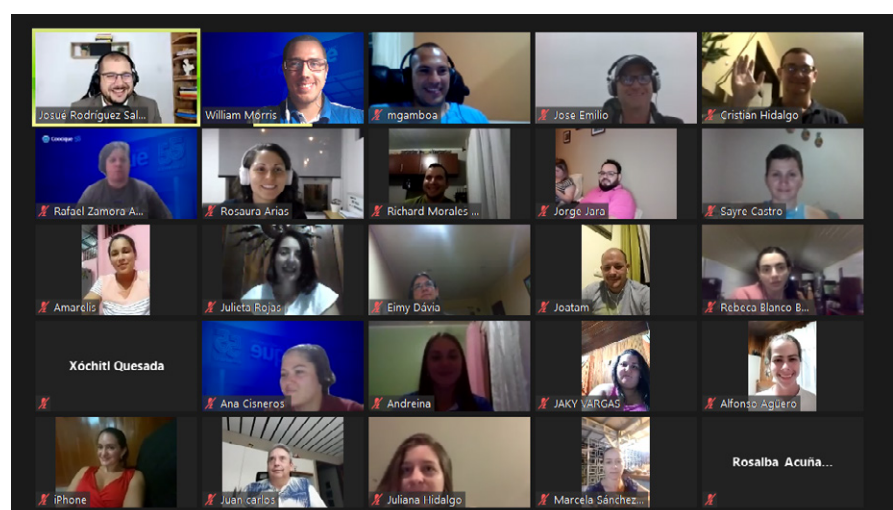 Josué Rodríguez Sal...
William Morris
mgamboa
Jose Emilio
Cristian Hidalgo
Coocique
Rafael Zamora A...
Rosaura Arias
Richard Morales ...
Jorge Jara
Sayre Castro
Amarelis
Julieta Rojas
Eimy Dávia
Joatam
Rebeca Blanco B...
Xóchitl Quesada
Ana Cisneros
Andreina
JAKY VARGAS
Alfonso Agüero
iPhone
Juan carlos
Juliana Hidalgo
Marcela Sánchez...
Rosalba Acuña...